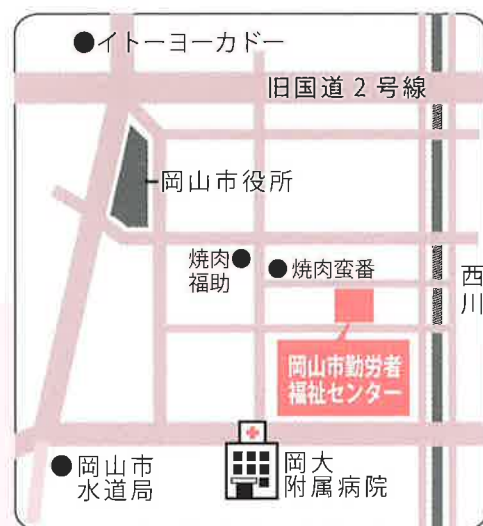 ●イトーヨーカドー
旧国道2号線
岡山市役所
焼肉●
福助
●焼肉蛮番
西川
岡山市勤労者
福祉センター
●岡山市
水道局
岡大
附属病院